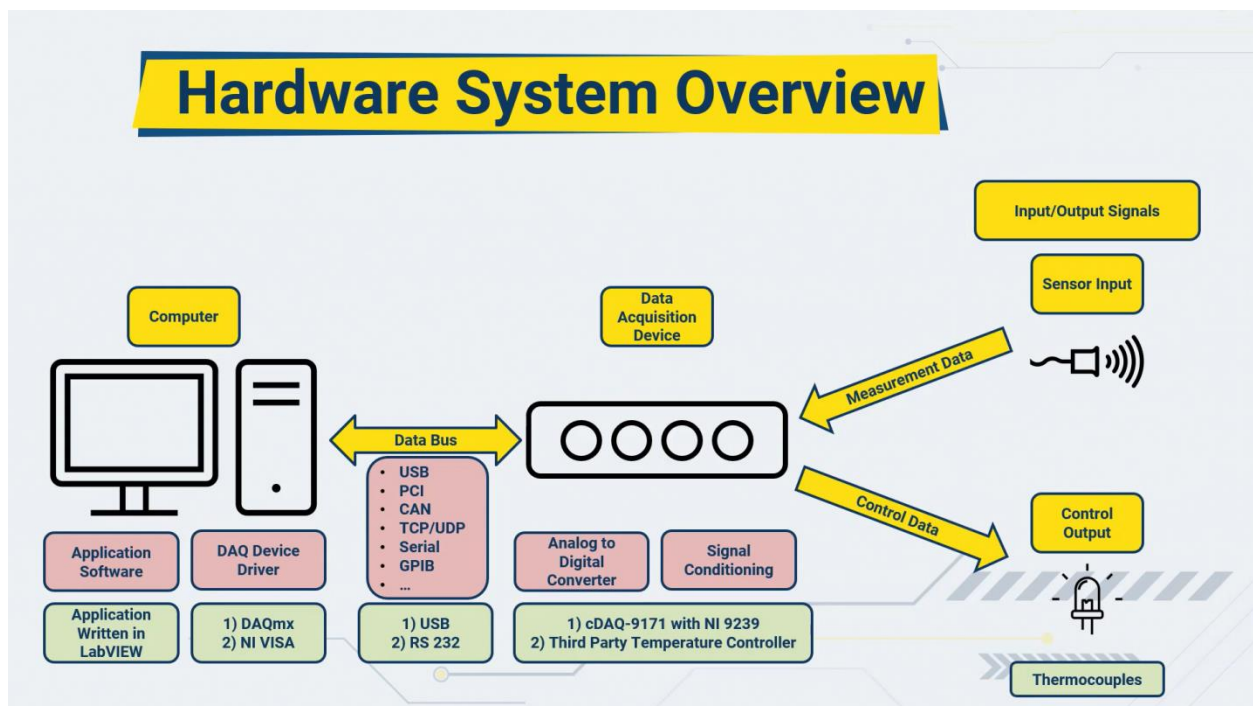 Hardware System Overview
Input/Output Signals
Sensor Input
Computer
Data
Acquisition
Device
Measurement Data
Data Bus
• USB
• PCI
• CAN
• TCP/UDP
• Serial
• GPIB
• ...
Control Data
Control
Output
Application
Software
DAQ Device
Driver
Analog to
Digital
Converter
Signal
Conditioning
Application
Written in
LabVIEW
1) DAQmx
2) NI VISA
1) USB
2) RS 232
1) cDAQ-9171 with NI 9239
2) Third Party Temperature Controller
Thermocouples